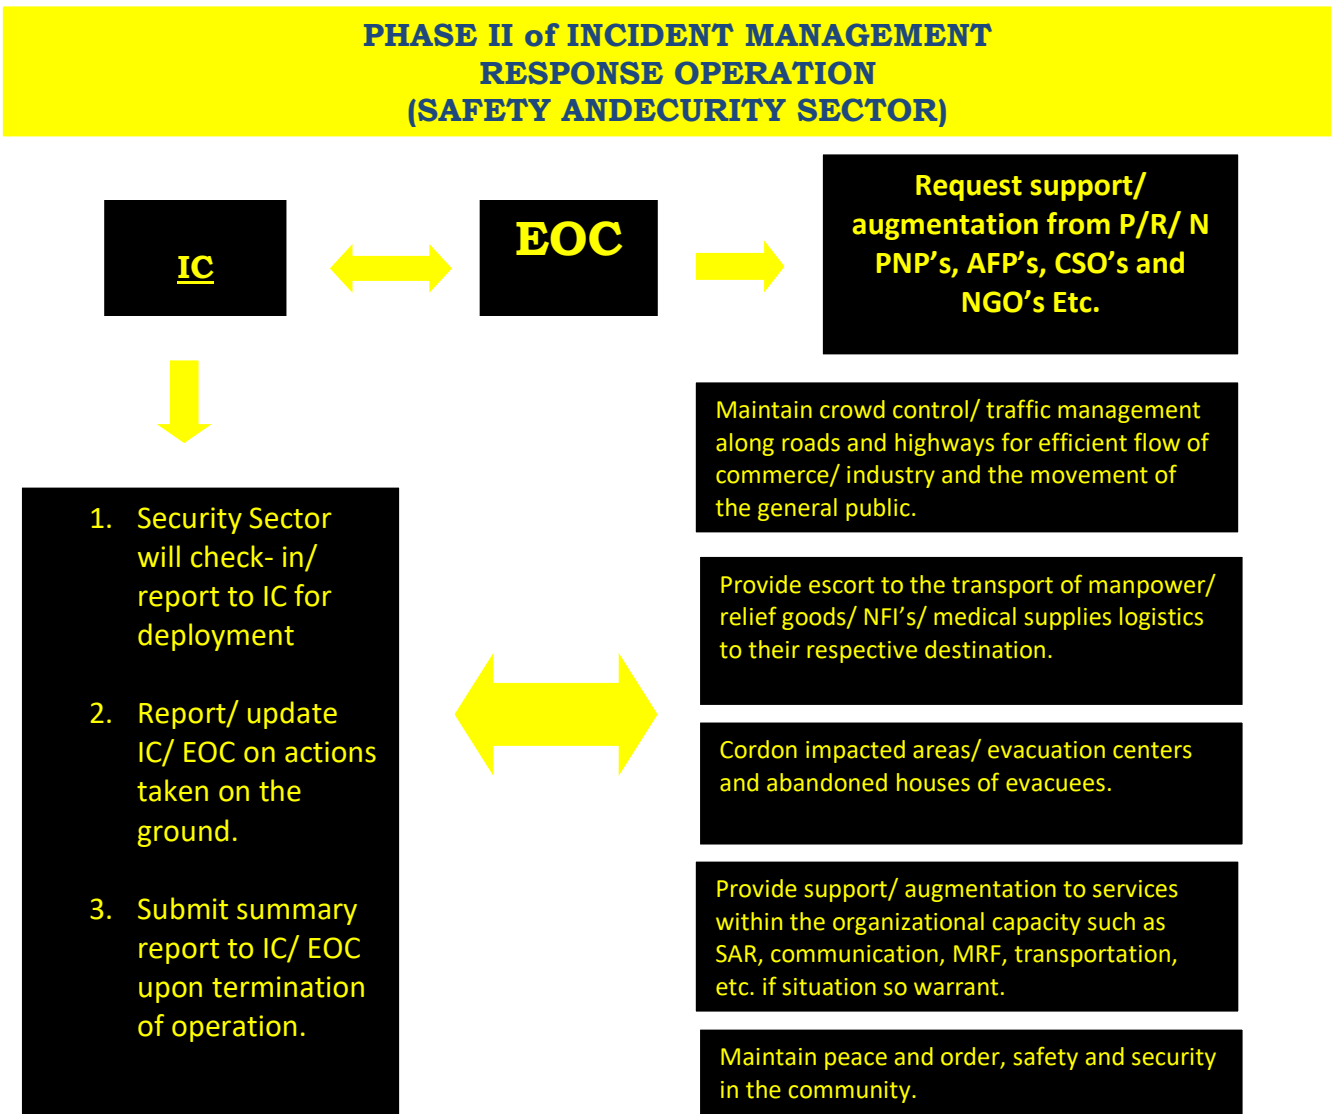 PHASE II of INCIDENT MANAGEMENT
RESPONSE OPERATION
(SAFETY ANDECURITY SECTOR)
IC
EOC
Request support/
augmentation from P/R/ N
PNP’s, AFP’s, CSO’s and
NGO’s Etc.
1. Security Sector
will check- in/
report to IC for
deployment
2. Report/ update
IC/ EOC on actions
taken on the
ground.
3. Submit summary
report to IC/ EOC
upon termination
of operation.
Maintain crowd control/ traffic management
along roads and highways for efficient flow of
commerce/ industry and the movement of
the general public.
Provide escort to the transport of manpower/
relief goods/ NFI’s/ medical supplies logistics
to their respective destination.
Cordon impacted areas/ evacuation centers
and abandoned houses of evacuees.
Provide support/ augmentation to services
within the organizational capacity such as
SAR, communication, MRF, transportation,
etc. if situation so warrant.
Maintain peace and order, safety and security
in the community.